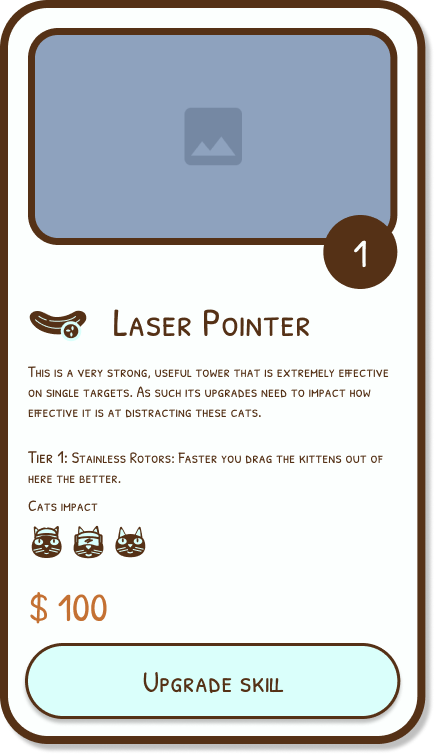 1
Laser Pointer
This is a very strong, useful tower that is extremely effective
on single targets. As such its upgrades need to impact how
effective it is at distracting these cats.
Tier 1: Stainless Rotors: Faster you drag the kittens out of
here the better.
Cats impact
$ 100
Upgrade skill